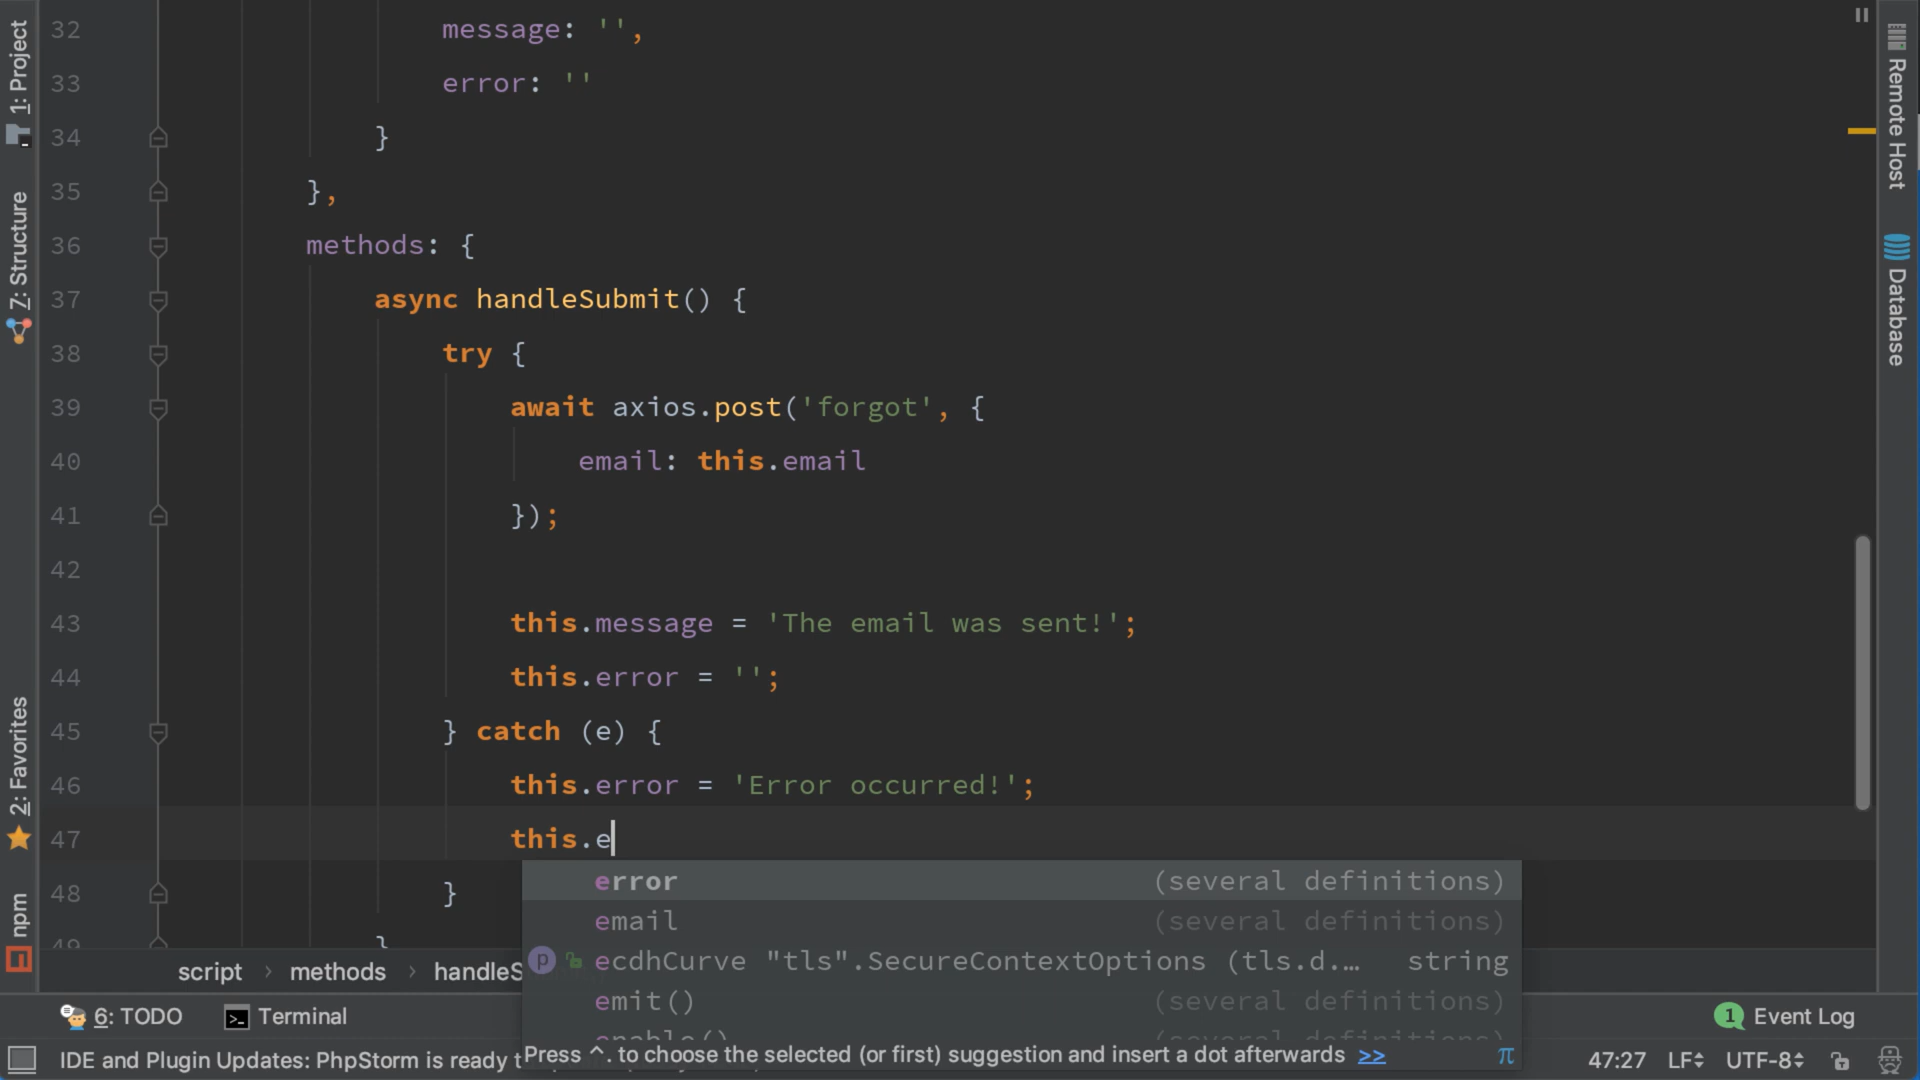 32 message: '',
33 error: ''
34 }
35 },
36 methods: {
37 async handleSubmit() {
38 try {
39 await axios.post('forgot', {
40 email: this.email
41 });
42
43 this.message = 'The email was sent!';
44 this.error = '';
45 } catch (e) {
46 this.error = 'Error occurred!';
47 this.e
48 }
49 }
error (several definitions)
email (several definitions)
ecdhCurve "tls".SecureContextOptions (tls.d.... string
emit() (several definitions)
enable() (several definitions)
Press ^. to choose the selected (or first) suggestion and insert a dot afterwards >> π
script › methods › handleS
1: Project
7: Structure
2: Favorites
npm
Remote Host
Database
6: TODO
Terminal
1 Event Log
IDE and Plugin Updates: PhpStorm is ready t
47:27 LF UTF-8